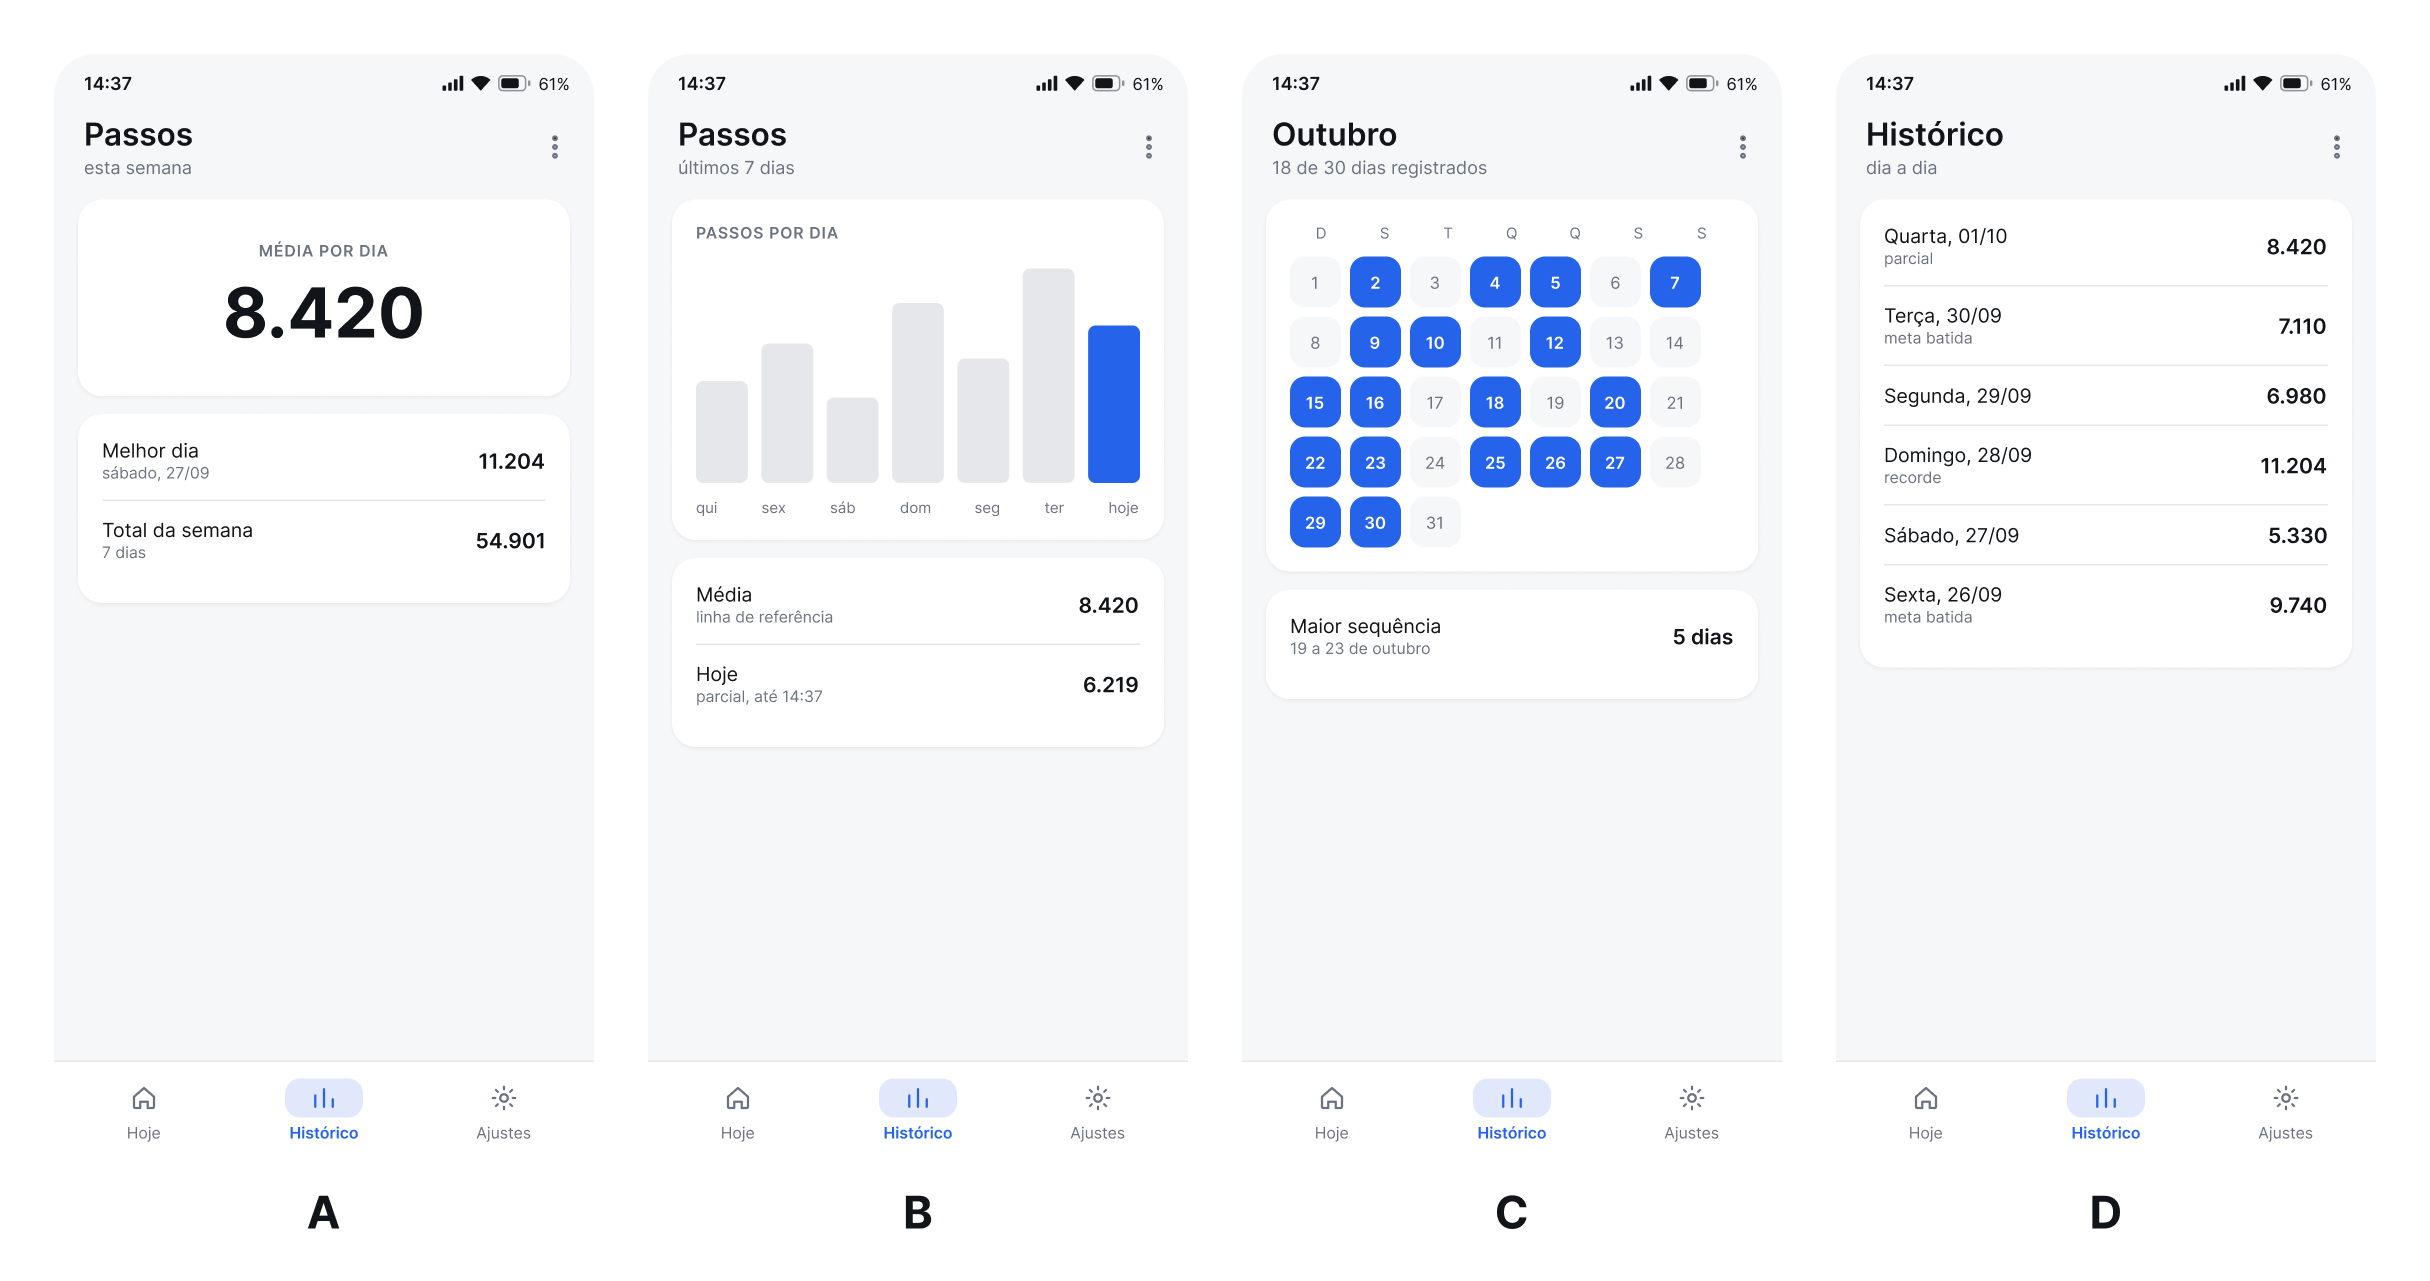 14:37 61%
Passos
esta semana
MÉDIA POR DIA
8.420
Melhor dia
sábado, 27/09
11.204
Total da semana
7 dias
54.901
Hoje Histórico Ajustes
A
14:37 61%
Passos
últimos 7 dias
PASSOS POR DIA
qui sex sáb dom seg ter hoje
Média
linha de referência
8.420
Hoje
parcial, até 14:37
6.219
Hoje Histórico Ajustes
B
14:37 61%
Outubro
18 de 30 dias registrados
D S T Q Q S S
1 2 3 4 5 6 7
8 9 10 11 12 13 14
15 16 17 18 19 20 21
22 23 24 25 26 27 28
29 30 31
Maior sequência
19 a 23 de outubro
5 dias
Hoje Histórico Ajustes
C
14:37 61%
Histórico
dia a dia
Quarta, 01/10
parcial
8.420
Terça, 30/09
meta batida
7.110
Segunda, 29/09 6.980
Domingo, 28/09
recorde
11.204
Sábado, 27/09 5.330
Sexta, 26/09
meta batida
9.740
Hoje Histórico Ajustes
D